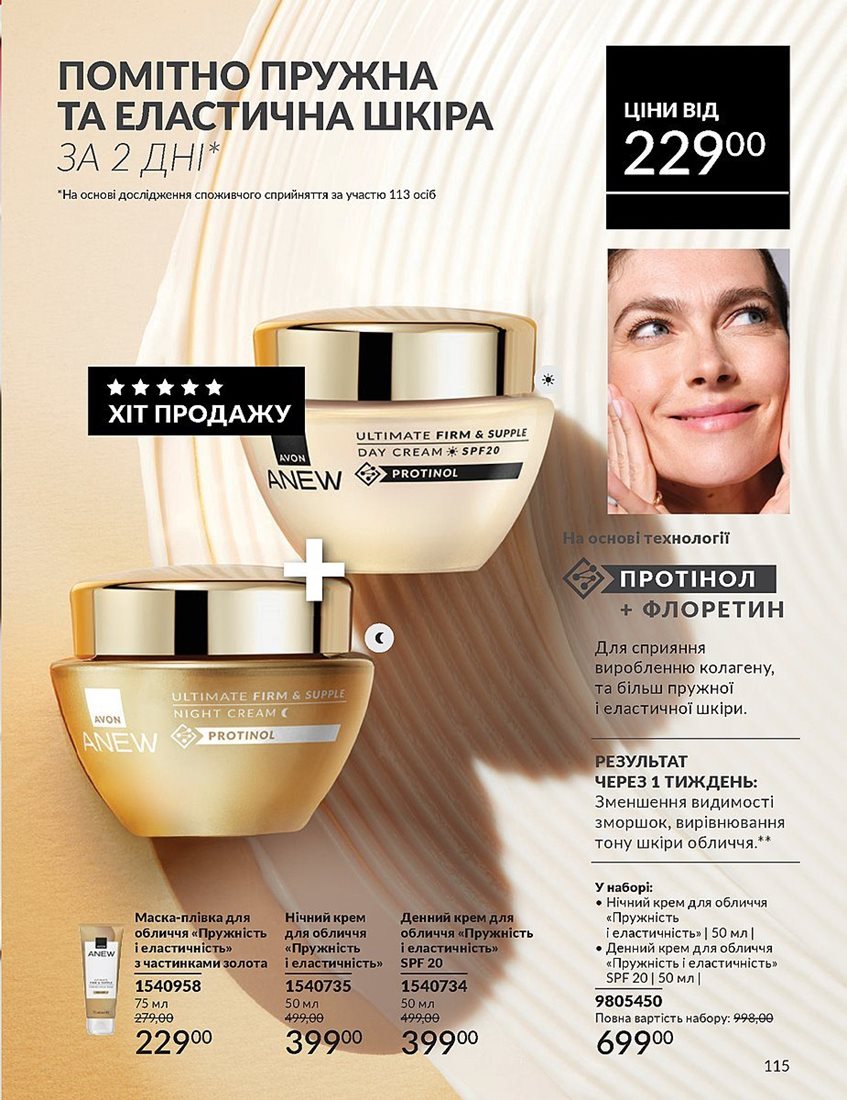 ПОМІТНО ПРУЖНА
ТА ЕЛАСТИЧНА ШКІРА
ЗА 2 ДНІ*
*На основі дослідження споживчого сприйняття за участю 113 осіб
ЦІНИ ВІД
229⁰⁰
★★★★★
ХІТ ПРОДАЖУ
ULTIMATE FIRM & SUPPLE
DAY CREAM ☀ SPF20
PROTINOL
AVON
ANEW
ULTIMATE FIRM & SUPPLE
NIGHT CREAM ☾
PROTINOL
AVON
ANEW
+
На основі технології
ПРОТІНОЛ
+ ФЛОРЕТИН
Для сприяння
виробленню колагену,
та більш пружної
і еластичної шкіри.
РЕЗУЛЬТАТ
ЧЕРЕЗ 1 ТИЖДЕНЬ:
Зменшення видимості
зморшок, вирівнювання
тону шкіри обличчя.**
AVON
ANEW
Маска-плівка для
обличчя «Пружність
і еластичність»
з частинками золота
1540958
75 мл
279,00
229⁰⁰
Нічний крем
для обличчя
«Пружність
і еластичність»
1540735
50 мл
499,00
399⁰⁰
Денний крем для
обличчя «Пружність
і еластичність»
SPF 20
1540734
50 мл
499,00
399⁰⁰
У наборі:
• Нічний крем для обличчя
«Пружність
і еластичність» | 50 мл |
• Денний крем для обличчя
«Пружність і еластичність»
SPF 20 | 50 мл |
9805450
Повна вартість набору: 998,00
699⁰⁰
115